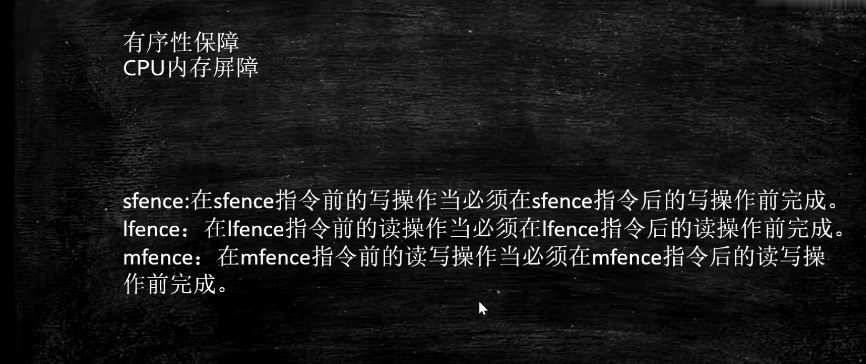 有序性保障
CPU内存屏障
sfence:在sfence指令前的写操作当必须在sfence指令后的写操作前完成。
lfence：在lfence指令前的读操作当必须在lfence指令后的读操作前完成。
mfence：在mfence指令前的读写操作当必须在mfence指令后的读写操
作前完成。